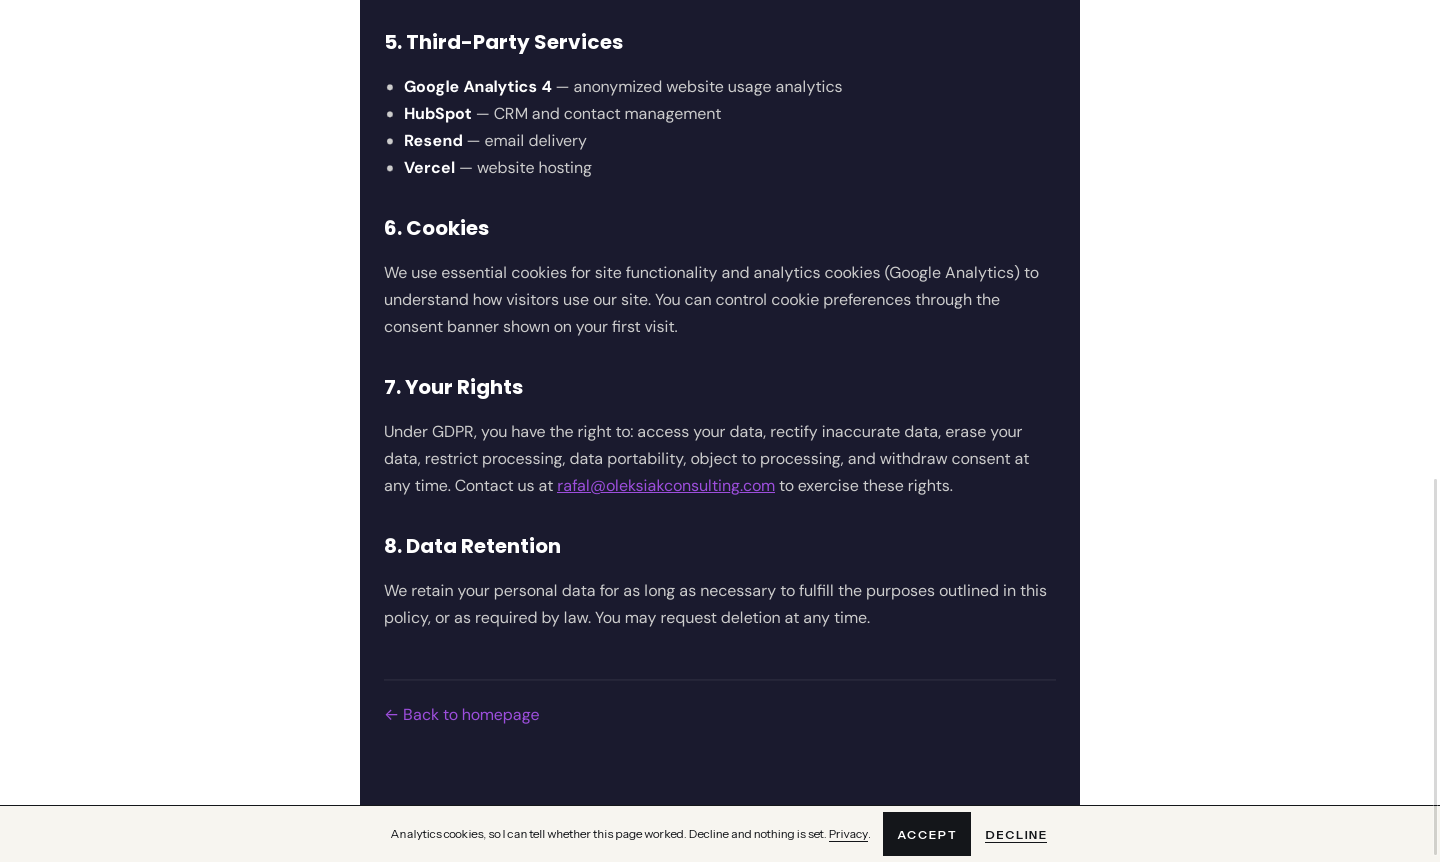 5. Third-Party Services
• Google Analytics 4 — anonymized website usage analytics
• HubSpot — CRM and contact management
• Resend — email delivery
• Vercel — website hosting
6. Cookies
We use essential cookies for site functionality and analytics cookies (Google Analytics) to
understand how visitors use our site. You can control cookie preferences through the
consent banner shown on your first visit.
7. Your Rights
Under GDPR, you have the right to: access your data, rectify inaccurate data, erase your
data, restrict processing, data portability, object to processing, and withdraw consent at
any time. Contact us at rafal@oleksiakconsulting.com to exercise these rights.
8. Data Retention
We retain your personal data for as long as necessary to fulfill the purposes outlined in this
policy, or as required by law. You may request deletion at any time.
← Back to homepage
Analytics cookies, so I can tell whether this page worked. Decline and nothing is set. Privacy. ACCEPT DECLINE